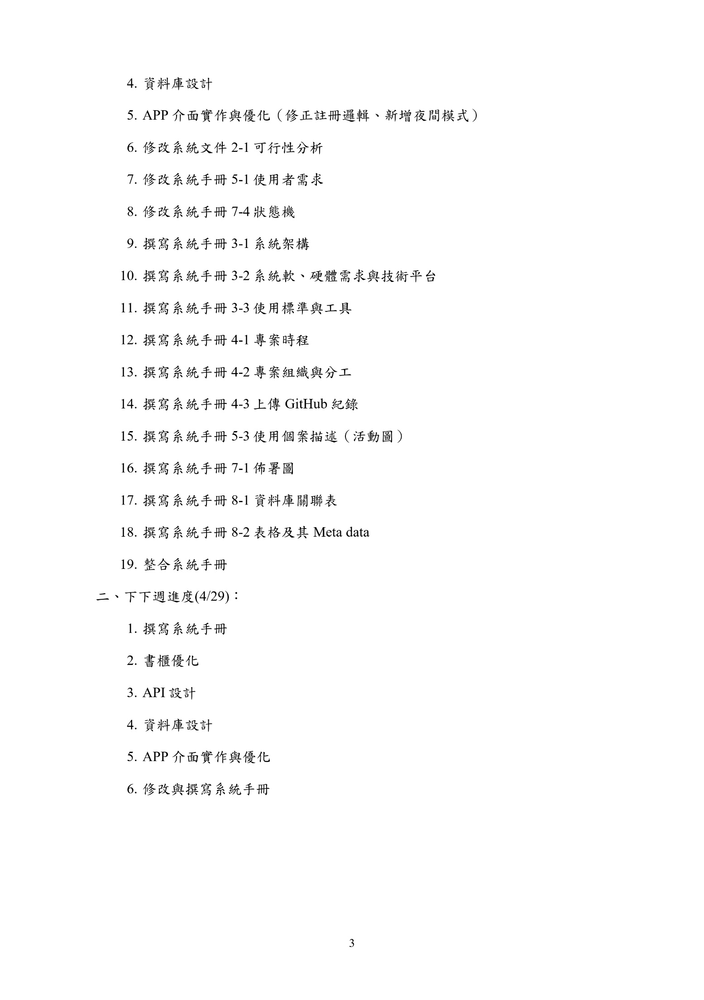 4. 資料庫設計
5. APP 介面實作與優化（修正註冊邏輯、新增夜間模式）
6. 修改系統文件 2-1 可行性分析
7. 修改系統手冊 5-1 使用者需求
8. 修改系統手冊 7-4 狀態機
9. 撰寫系統手冊 3-1 系統架構
10. 撰寫系統手冊 3-2 系統軟、硬體需求與技術平台
11. 撰寫系統手冊 3-3 使用標準與工具
12. 撰寫系統手冊 4-1 專案時程
13. 撰寫系統手冊 4-2 專案組織與分工
14. 撰寫系統手冊 4-3 上傳 GitHub 紀錄
15. 撰寫系統手冊 5-3 使用個案描述（活動圖）
16. 撰寫系統手冊 7-1 佈署圖
17. 撰寫系統手冊 8-1 資料庫關聯表
18. 撰寫系統手冊 8-2 表格及其 Meta data
19. 整合系統手冊
二、下下週進度(4/29)：
1. 撰寫系統手冊
2. 書櫃優化
3. API 設計
4. 資料庫設計
5. APP 介面實作與優化
6. 修改與撰寫系統手冊
3